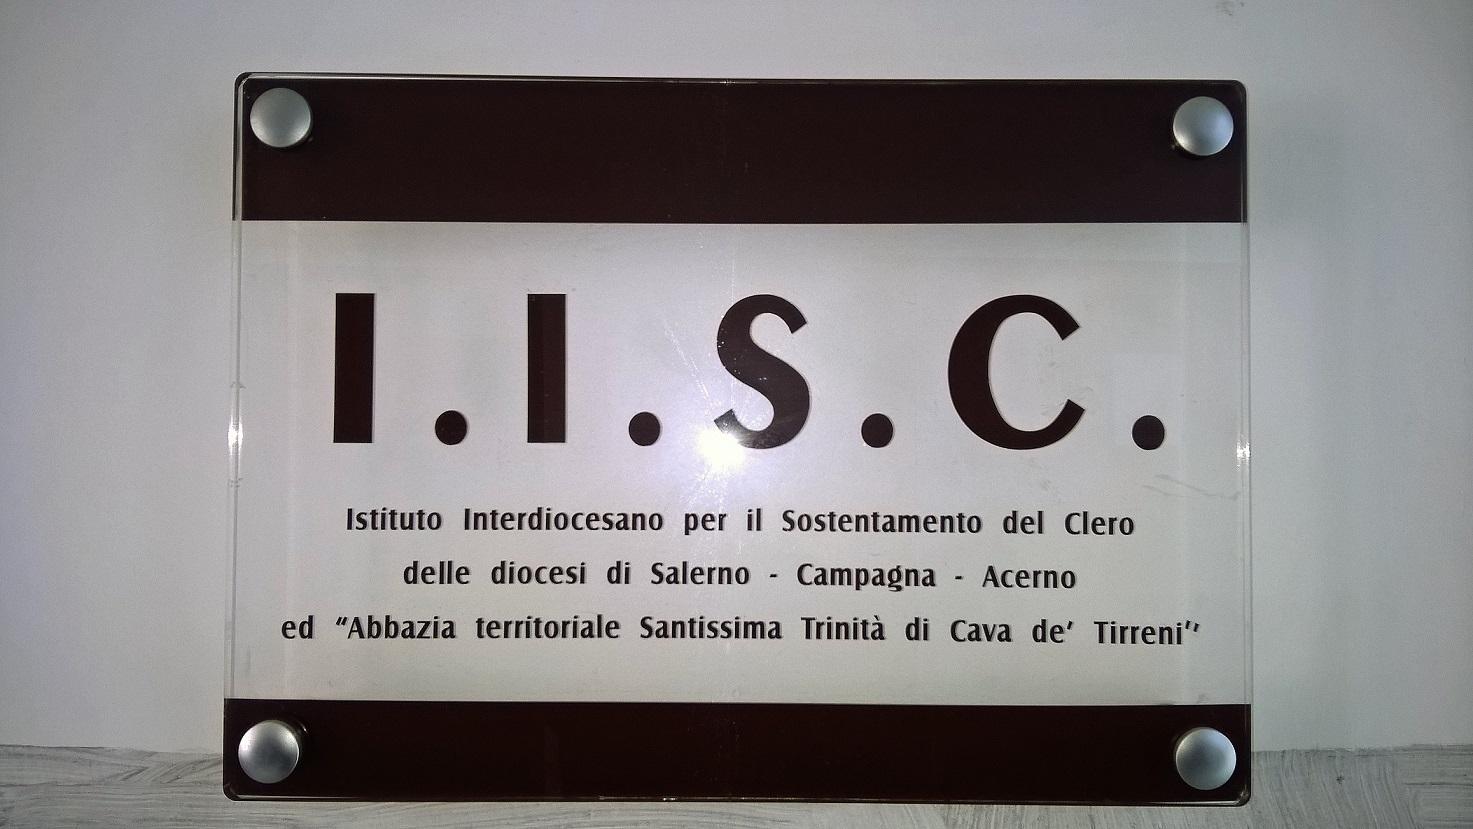 I.I.S.C.
Istituto Interdiocesano per il Sostentamento del Clero
delle diocesi di Salerno - Campagna - Acerno
ed “Abbazia territoriale Santissima Trinità di Cava de’ Tirreni’’